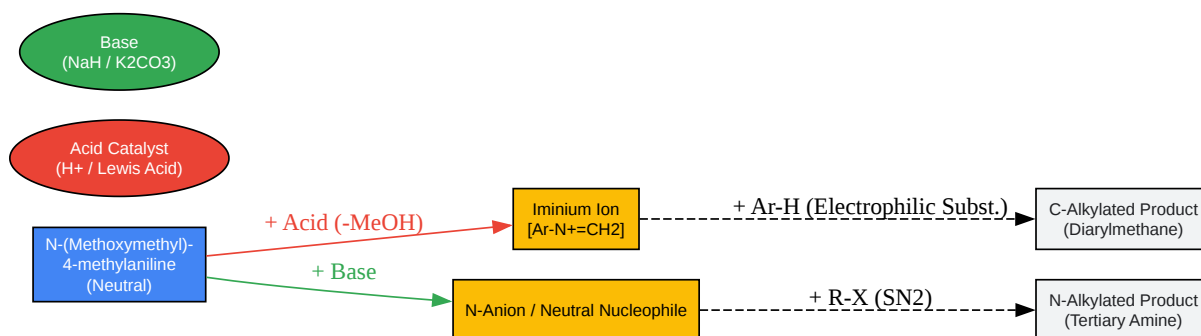 Base
(NaH / K2CO3)
Acid Catalyst
(H+ / Lewis Acid)
N-(Methoxymethyl)-
4-methylaniline
(Neutral)
+ Acid (-MeOH)
+ Base
Iminium Ion
[Ar-N+=CH2]
N-Anion / Neutral Nucleophile
+ Ar-H (Electrophilic Subst.)
+ R-X (SN2)
C-Alkylated Product
(Diarylmethane)
N-Alkylated Product
(Tertiary Amine)